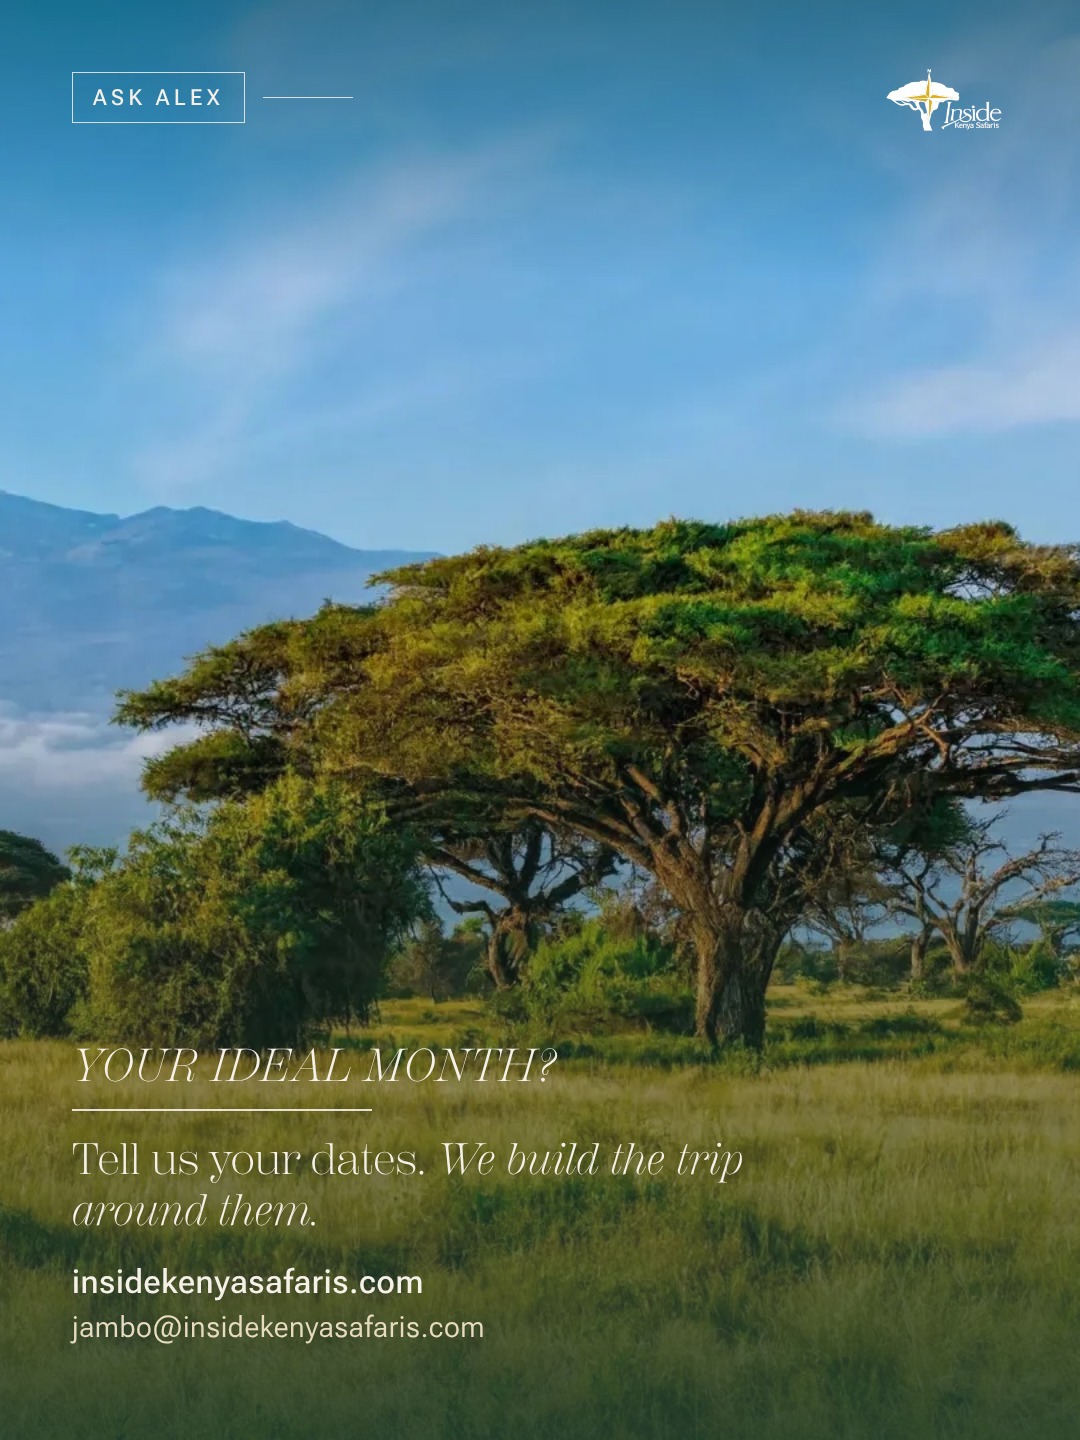 ASK ALEX
N
Inside
Kenya Safaris
YOUR IDEAL MONTH?
Tell us your dates. We build the trip
around them.
insidekenyasafaris.com
jambo@insidekenyasafaris.com